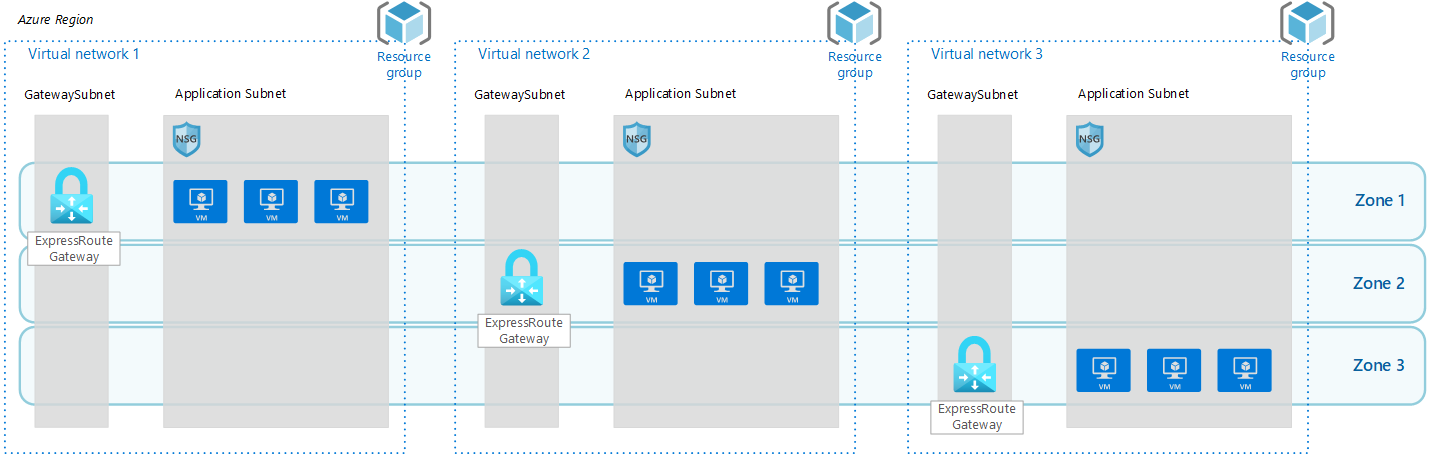 Azure Region
Virtual network 1
Resource
group
GatewaySubnet
Application Subnet
NSG
VM
VM
VM
ExpressRoute
Gateway
Virtual network 2
Resource
group
GatewaySubnet
Application Subnet
NSG
VM
VM
VM
ExpressRoute
Gateway
Virtual network 3
Resource
group
GatewaySubnet
Application Subnet
NSG
VM
VM
VM
ExpressRoute
Gateway
Zone 1
Zone 2
Zone 3